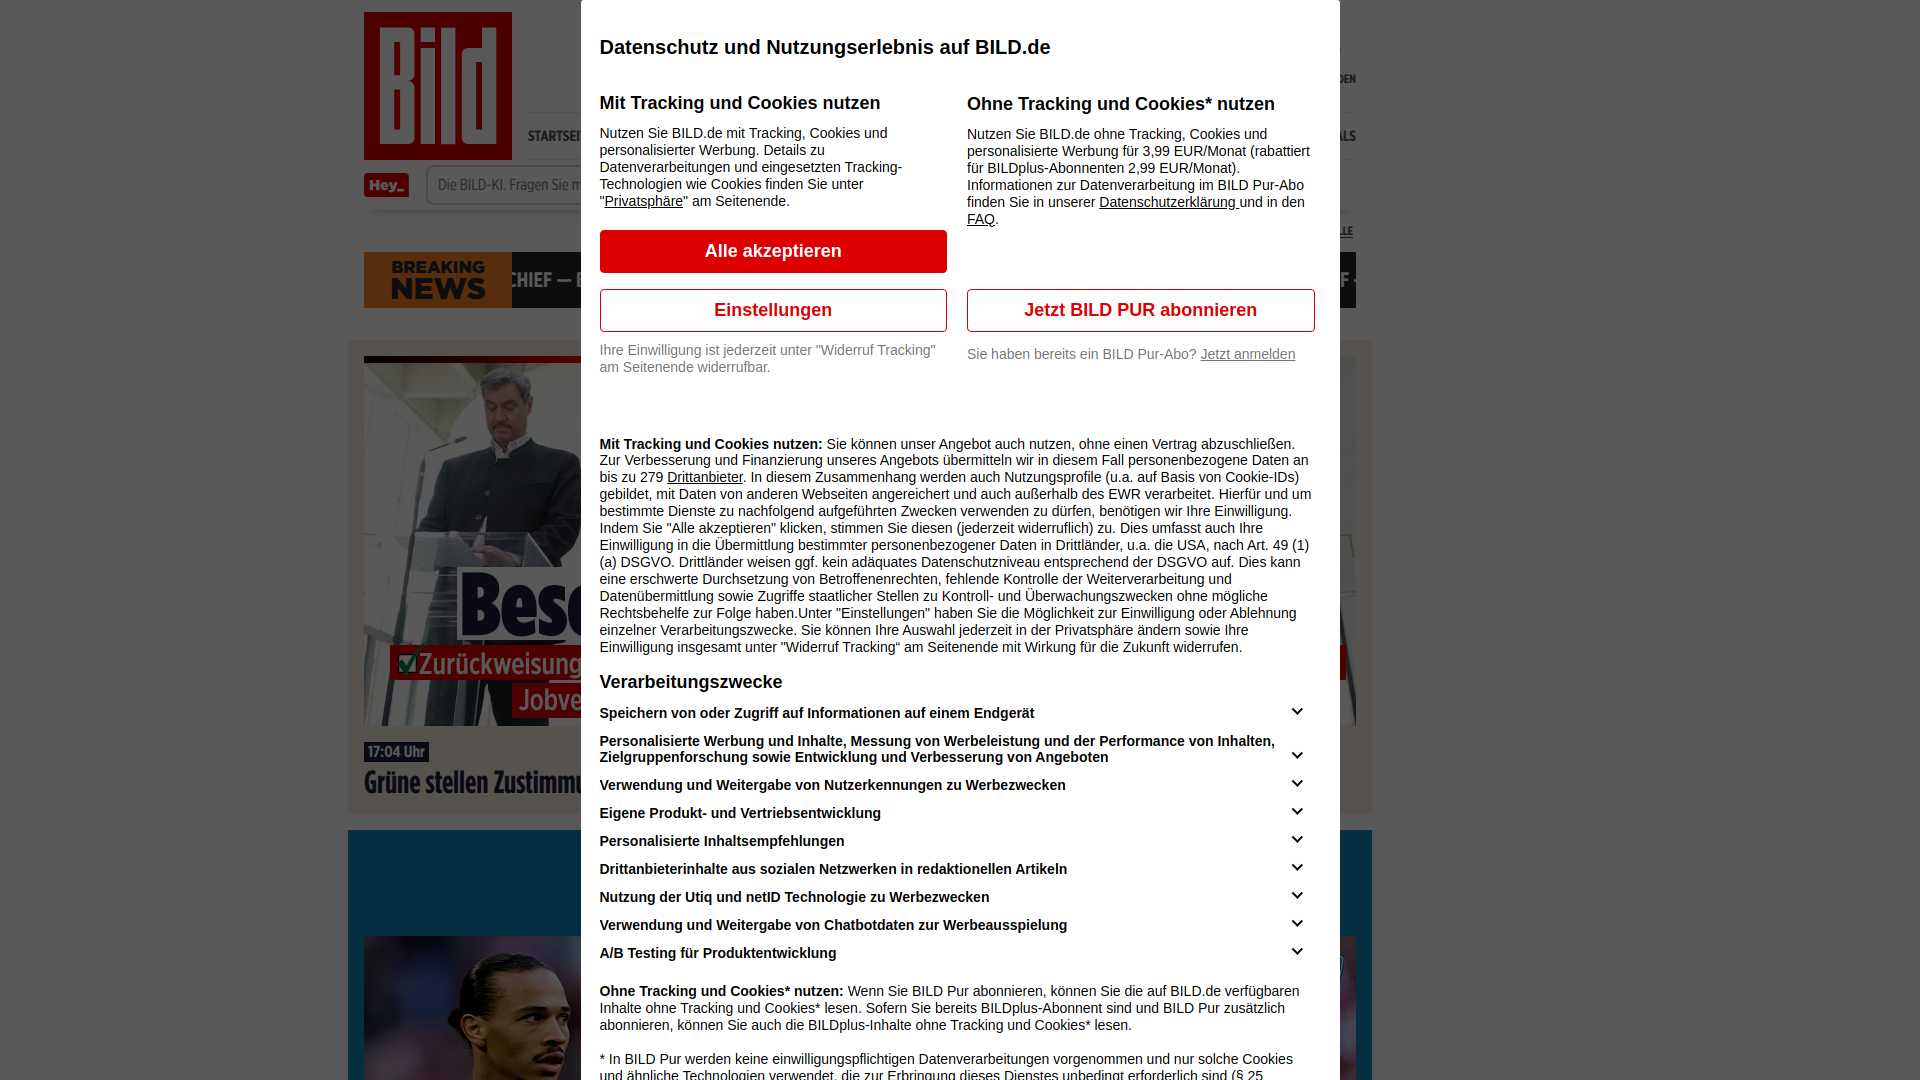 Bild
STARTSEI
Hey_
Die BILD-KI. Fragen Sie m
BREAKING
NEWS
CHIEF — E
Bese
Zurückweisung
Jobve
17:04 Uhr
Grüne stellen Zustimmu
Datenschutz und Nutzungserlebnis auf BILD.de
Mit Tracking und Cookies nutzen
Nutzen Sie BILD.de mit Tracking, Cookies und
personalisierter Werbung. Details zu
Datenverarbeitungen und eingesetzten Tracking-
Technologien wie Cookies finden Sie unter
"Privatsphäre" am Seitenende.
Alle akzeptieren
Einstellungen
Ihre Einwilligung ist jederzeit unter "Widerruf Tracking"
am Seitenende widerrufbar.
Ohne Tracking und Cookies* nutzen
Nutzen Sie BILD.de ohne Tracking, Cookies und
personalisierte Werbung für 3,99 EUR/Monat (rabattiert
für BILDplus-Abonnenten 2,99 EUR/Monat).
Informationen zur Datenverarbeitung im BILD Pur-Abo
finden Sie in unserer Datenschutzerklärung und in den
FAQ.
Jetzt BILD PUR abonnieren
Sie haben bereits ein BILD Pur-Abo? Jetzt anmelden
Mit Tracking und Cookies nutzen: Sie können unser Angebot auch nutzen, ohne einen Vertrag abzuschließen.
Zur Verbesserung und Finanzierung unseres Angebots übermitteln wir in diesem Fall personenbezogene Daten an
bis zu 279 Drittanbieter. In diesem Zusammenhang werden auch Nutzungsprofile (u.a. auf Basis von Cookie-IDs)
gebildet, mit Daten von anderen Webseiten angereichert und auch außerhalb des EWR verarbeitet. Hierfür und um
bestimmte Dienste zu nachfolgend aufgeführten Zwecken verwenden zu dürfen, benötigen wir Ihre Einwilligung.
Indem Sie "Alle akzeptieren" klicken, stimmen Sie diesen (jederzeit widerruflich) zu. Dies umfasst auch Ihre
Einwilligung in die Übermittlung bestimmter personenbezogener Daten in Drittländer, u.a. die USA, nach Art. 49 (1)
(a) DSGVO. Drittländer weisen ggf. kein adäquates Datenschutzniveau entsprechend der DSGVO auf. Dies kann
eine erschwerte Durchsetzung von Betroffenenrechten, fehlende Kontrolle der Weiterverarbeitung und
Datenübermittlung sowie Zugriffe staatlicher Stellen zu Kontroll- und Überwachungszwecken ohne mögliche
Rechtsbehelfe zur Folge haben.Unter "Einstellungen" haben Sie die Möglichkeit zur Einwilligung oder Ablehnung
einzelner Verarbeitungszwecke. Sie können Ihre Auswahl jederzeit in der Privatsphäre ändern sowie Ihre
Einwilligung insgesamt unter "Widerruf Tracking“ am Seitenende mit Wirkung für die Zukunft widerrufen.
Verarbeitungszwecke
Speichern von oder Zugriff auf Informationen auf einem Endgerät
Personalisierte Werbung und Inhalte, Messung von Werbeleistung und der Performance von Inhalten,
Zielgruppenforschung sowie Entwicklung und Verbesserung von Angeboten
Verwendung und Weitergabe von Nutzerkennungen zu Werbezwecken
Eigene Produkt- und Vertriebsentwicklung
Personalisierte Inhaltsempfehlungen
Drittanbieterinhalte aus sozialen Netzwerken in redaktionellen Artikeln
Nutzung der Utiq und netID Technologie zu Werbezwecken
Verwendung und Weitergabe von Chatbotdaten zur Werbeausspielung
A/B Testing für Produktentwicklung
Ohne Tracking und Cookies* nutzen: Wenn Sie BILD Pur abonnieren, können Sie die auf BILD.de verfügbaren
Inhalte ohne Tracking und Cookies* lesen. Sofern Sie bereits BILDplus-Abonnent sind und BILD Pur zusätzlich
abonnieren, können Sie auch die BILDplus-Inhalte ohne Tracking und Cookies* lesen.
* In BILD Pur werden keine einwilligungspflichtigen Datenverarbeitungen vorgenommen und nur solche Cookies
und ähnliche Technologien verwendet, die zur Erbringung dieses Dienstes unbedingt erforderlich sind (§ 25
DEN
ALS
LLE
F -